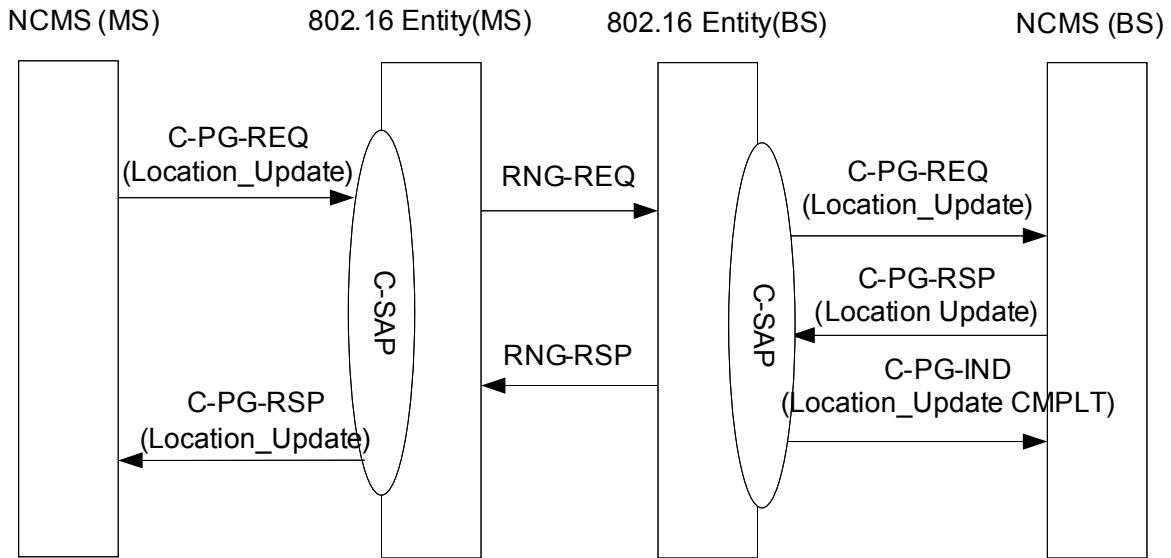 NCMS (MS)
802.16 Entity(MS)
802.16 Entity(BS)
NCMS (BS)
C-PG-REQ
(Location_Update)
RNG-REQ
C-PG-REQ
(Location_Update)
C-SAP
C-SAP
C-PG-RSP
(Location Update)
RNG-RSP
C-PG-IND
(Location_Update CMPLT)
C-PG-RSP
(Location_Update)